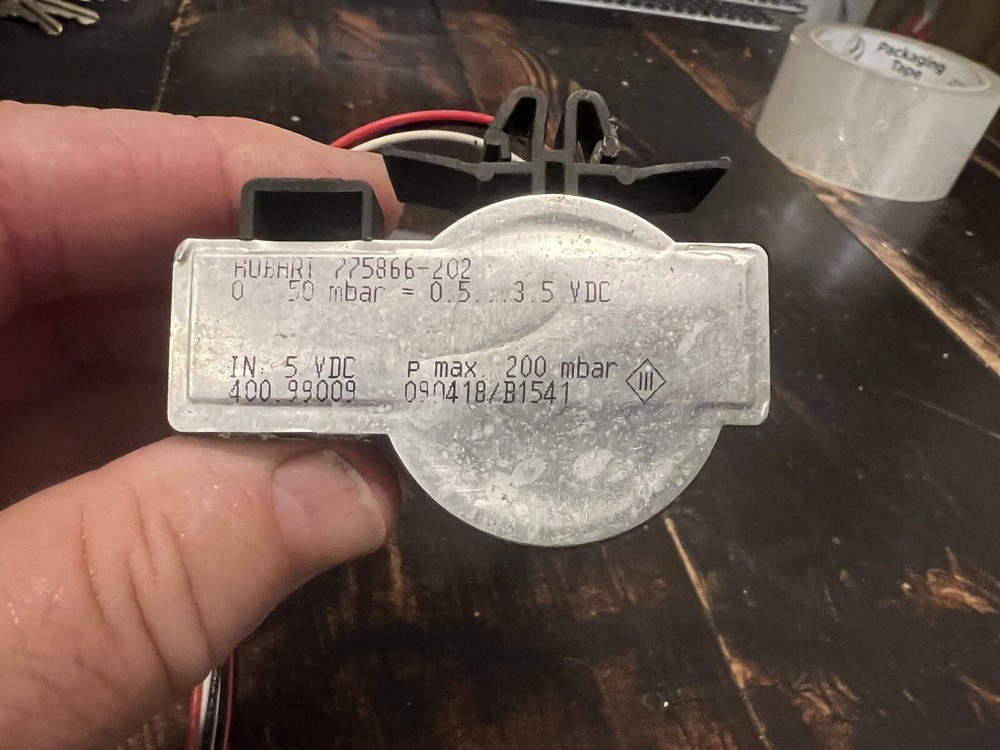 Packaging
Tape
HOBART 775866-202
0 50 mbar = 0.5...3.5 VDC
IN: 5 VDC P max. 200 mbar
400.99009 090418/B1541
III